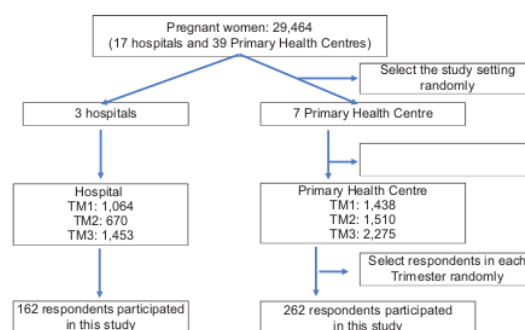 Pregnant women: 29,464
(17 hospitals and 39 Primary Health Centres)
Select the study setting
randomly
3 hospitals
7 Primary Health Centre
Hospital
TM1: 1,064
TM2: 670
TM3: 1,453
Primary Health Centre
TM1: 1,438
TM2: 1,510
TM3: 2,275
Select respondents in each
Trimester randomly
162 respondents participated
in this study
262 respondents participated
in this study